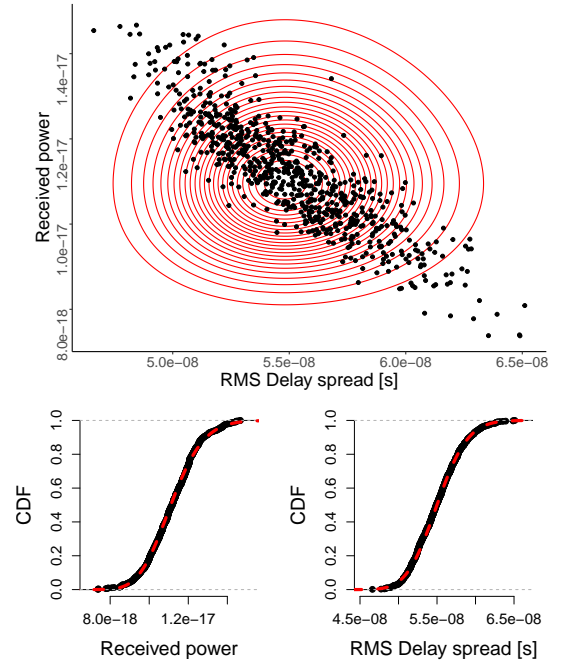 Received power
1.4e−17
1.2e−17
1.0e−17
8.0e−18
5.0e−08 5.5e−08 6.0e−08 6.5e−08
RMS Delay spread [s]
CDF
1.0
0.8
0.6
0.4
0.2
0.0
8.0e−18 1.2e−17
Received power
CDF
1.0
0.8
0.6
0.4
0.2
0.0
4.5e−08 5.5e−08 6.5e−08
RMS Delay spread [s]